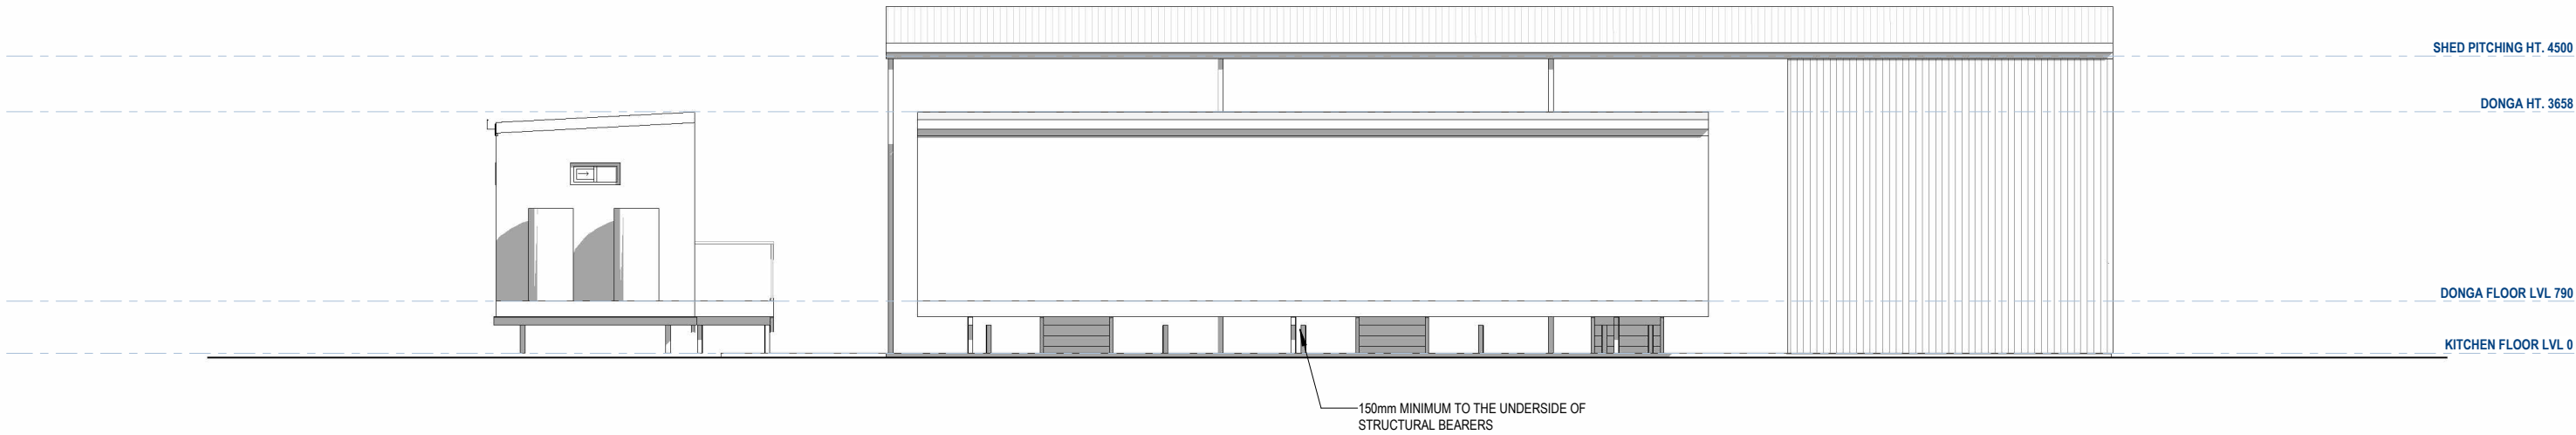 SHED PITCHING HT. 4500
DONGA HT. 3658
DONGA FLOOR LVL 790
KITCHEN FLOOR LVL 0
150mm MINIMUM TO THE UNDERSIDE OF
STRUCTURAL BEARERS